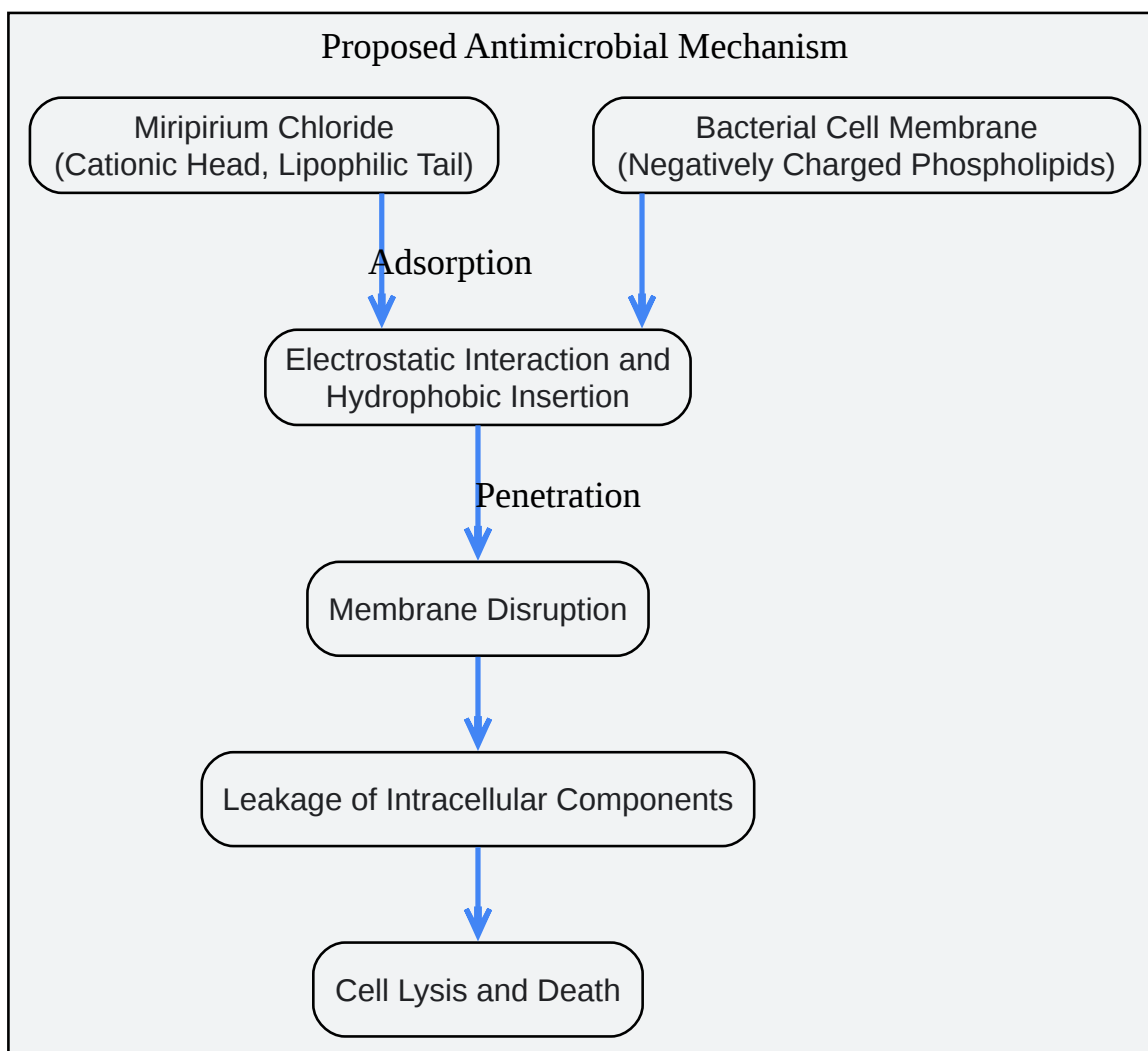 Proposed Antimicrobial Mechanism
Miripirium Chloride
(Cationic Head, Lipophilic Tail)
Bacterial Cell Membrane
(Negatively Charged Phospholipids)
Adsorption
Electrostatic Interaction and
Hydrophobic Insertion
Penetration
Membrane Disruption
Leakage of Intracellular Components
Cell Lysis and Death